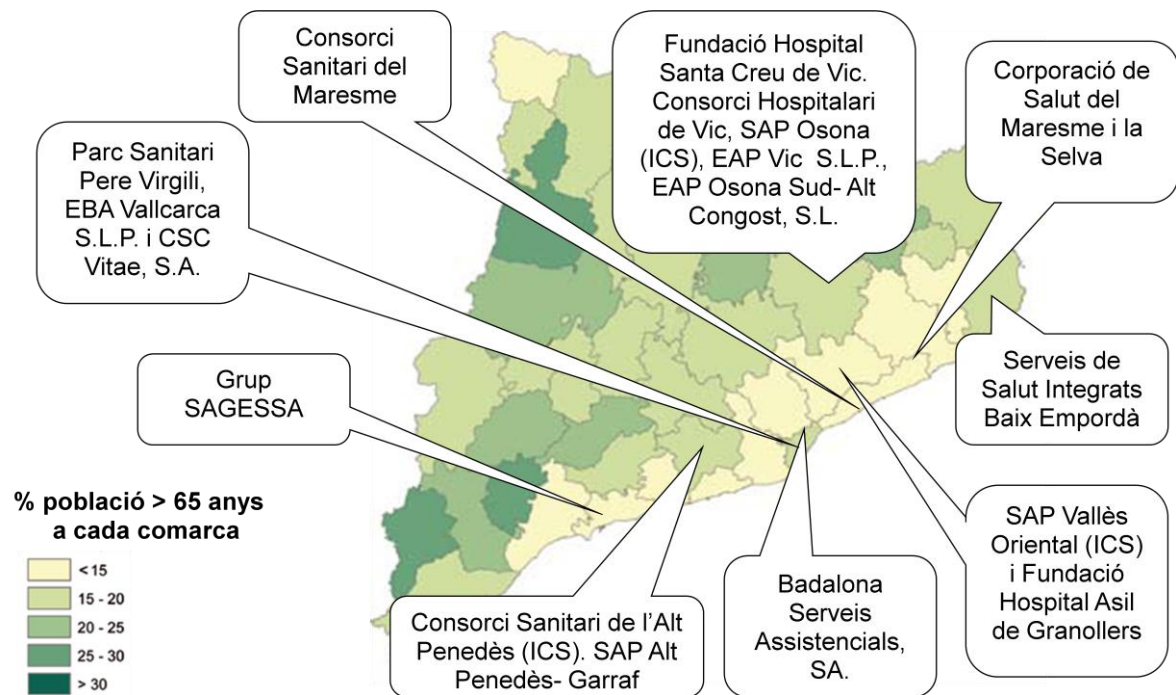 Consorci
Sanitari del
Maresme
Fundació Hospital
Santa Creu de Vic.
Consorci Hospitalari
de Vic, SAP Osona
(ICS), EAP Vic S.L.P.,
EAP Osona Sud- Alt
Congost, S.L.
Corporació de
Salut del
Maresme i la
Selva
Parc Sanitari
Pere Virgili,
EBA Vallcarca
S.L.P. i CSC
Vitae, S.A.
Grup
SAGESSA
Serveis de
Salut Integrats
Baix Empordà
% població > 65 anys
a cada comarca
< 15
15 - 20
20 - 25
25 - 30
> 30
Consorci Sanitari de l’Alt
Penedès (ICS). SAP Alt
Penedès- Garraf
Badalona
Serveis
Assistencials,
SA.
SAP Vallès
Oriental (ICS)
i Fundació
Hospital Asil
de Granollers